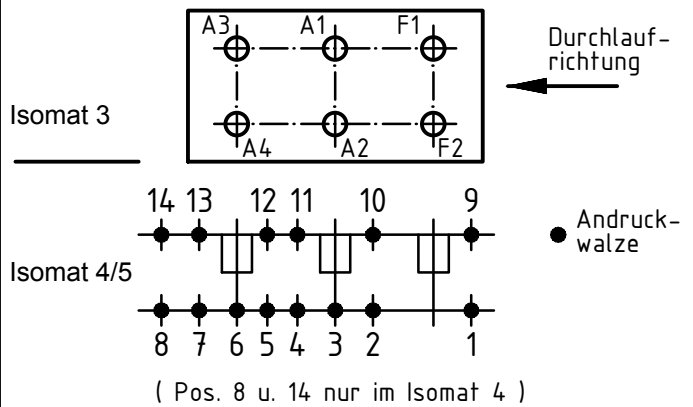 A3 A1 F1
Durchlauf-
richtung
Isomat 3
A4 A2 F2
14 13 12 11 10 9
Andruck-
walze
Isomat 4/5
8 7 6 5 4 3 2 1
( Pos. 8 u. 14 nur im Isomat 4 )